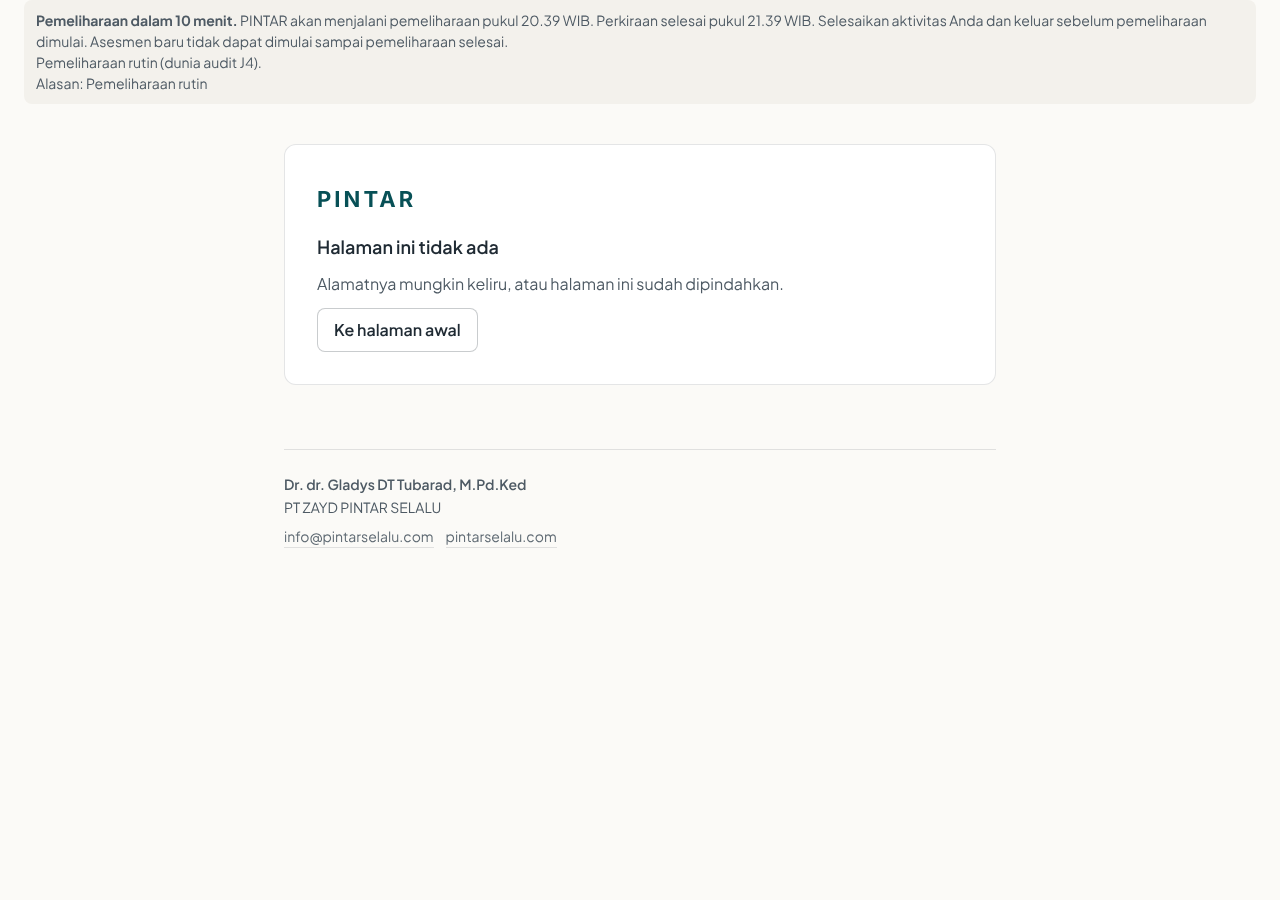 Pemeliharaan dalam 10 menit. PINTAR akan menjalani pemeliharaan pukul 20.39 WIB. Perkiraan selesai pukul 21.39 WIB. Selesaikan aktivitas Anda dan keluar sebelum pemeliharaan
dimulai. Asesmen baru tidak dapat dimulai sampai pemeliharaan selesai.
Pemeliharaan rutin (dunia audit J4).
Alasan: Pemeliharaan rutin
PINTAR
Halaman ini tidak ada
Alamatnya mungkin keliru, atau halaman ini sudah dipindahkan.
Ke halaman awal
Dr. dr. Gladys DT Tubarad, M.Pd.Ked
PT ZAYD PINTAR SELALU
info@pintarselalu.com pintarselalu.com